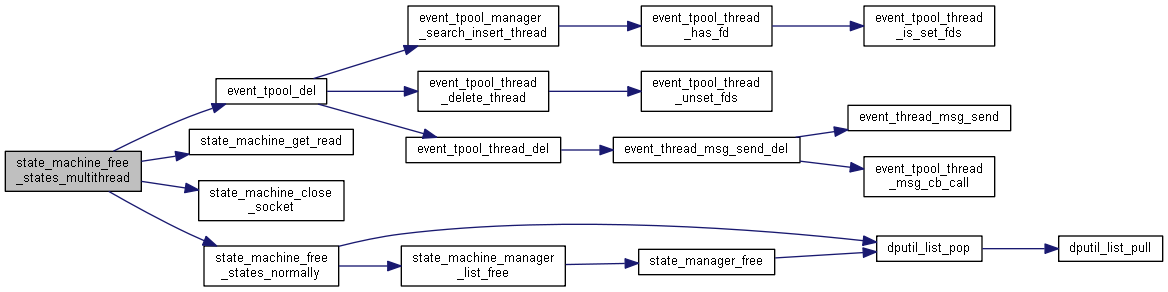 state_machine_free
_states_multithread
event_tpool_del
event_tpool_manager
_search_insert_thread
event_tpool_thread
_has_fd
event_tpool_thread
_is_set_fds
event_tpool_thread
_delete_thread
event_tpool_thread
_unset_fds
event_tpool_thread_del
event_thread_msg_send_del
event_thread_msg_send
event_tpool_thread
_msg_cb_call
state_machine_get_read
state_machine_close
_socket
state_machine_free
_states_normally
state_machine_manager
_list_free
state_manager_free
dputil_list_pop
dputil_list_pull